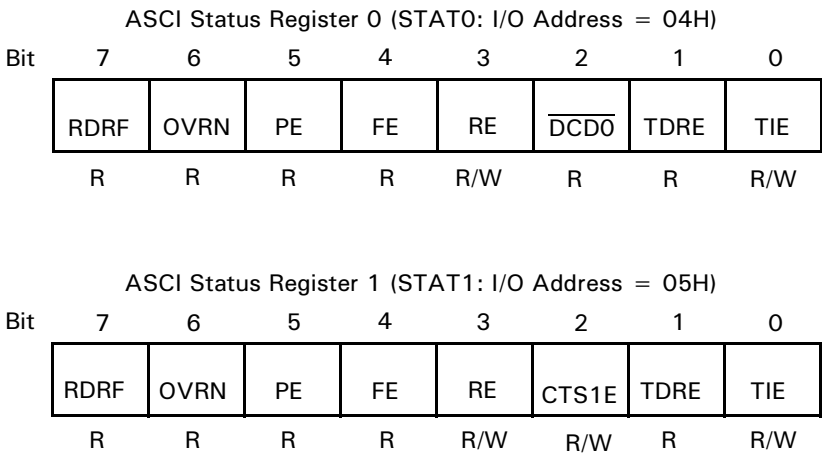 ASCI Status Register 0 (STAT0: I/O Address = 04H)
Bit 7 6 5 4 3 2 1 0
RDRF OVRN PE FE RE D̅C̅D̅0̅ TDRE TIE
R R R R R/W R R R/W
ASCI Status Register 1 (STAT1: I/O Address = 05H)
Bit 7 6 5 4 3 2 1 0
RDRF OVRN PE FE RE CTS1E TDRE TIE
R R R R R/W R/W R R/W